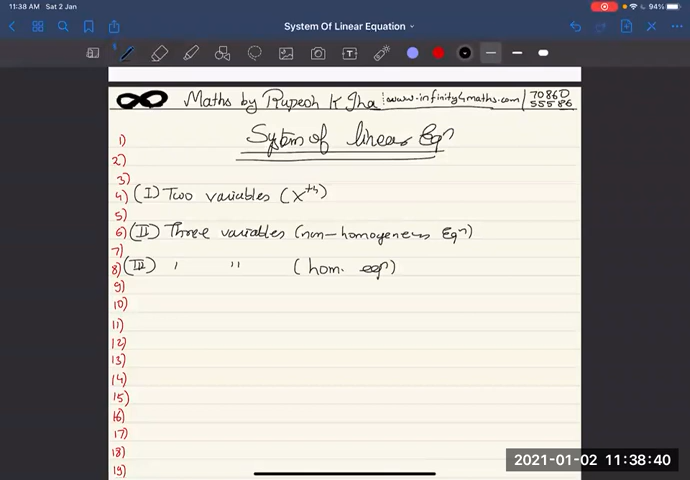 11:38 AM Sat 2 Jan 94%
System Of Linear Equation
Maths by Rupesh K Jha www.infinity4maths.com / 70860 55586
System of linear Eqn
1)
2)
3)
4) (I) Two variables (Xth)
5)
6) (II) Three variables (non-homogeneous Eqn)
7)
8) (III) " " (hom. eqn)
9)
10)
11)
12)
13)
14)
15)
16)
17)
18)
19)
2021-01-02 11:38:40